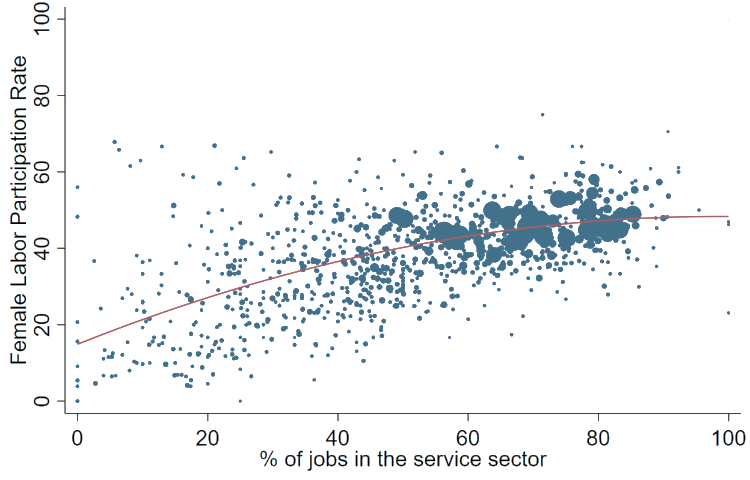 Female Labor Participation Rate
100
80
60
40
20
0
0 20 40 60 80 100
% of jobs in the service sector